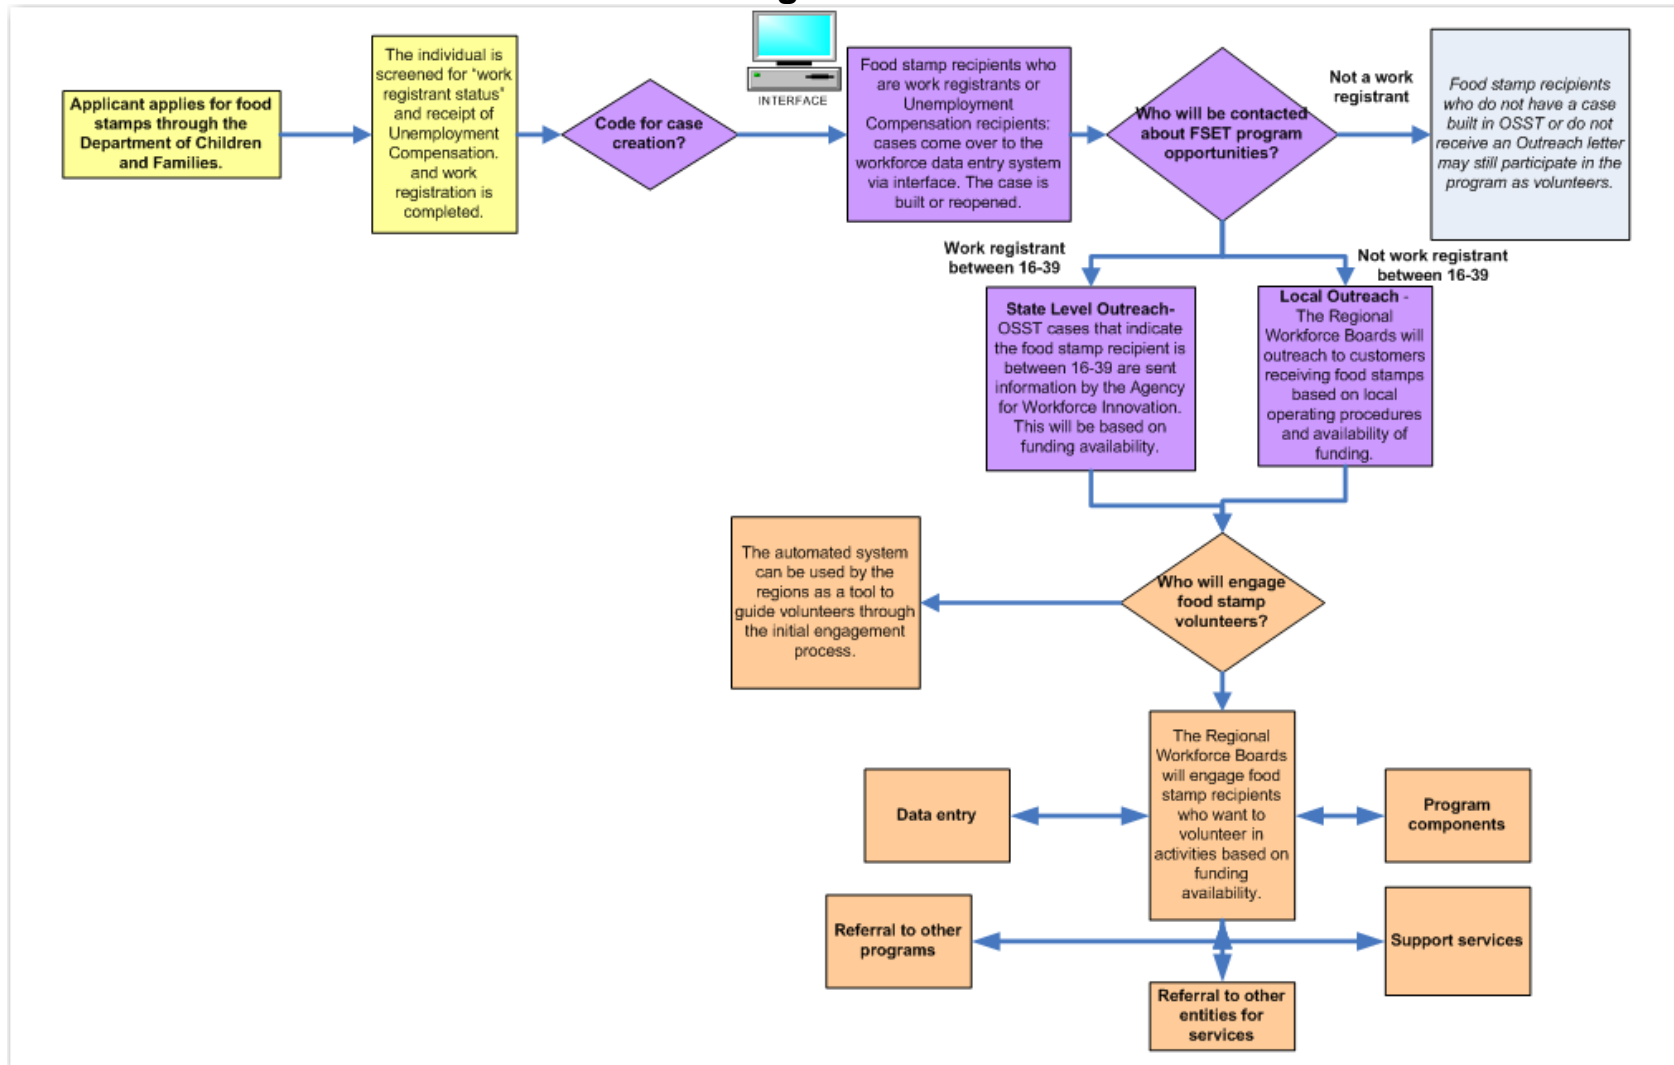 Applicant applies for food
stamps through the
Department of Children
and Families.
The individual is
screened for "work
registrant status"
and receipt of
Unemployment
Compensation.
and work
registration is
completed.
Code for case
creation?
INTERFACE
Food stamp recipients who
are work registrants or
Unemployment
Compensation recipients:
cases come over to the
workforce data entry system
via interface. The case is
built or reopened.
Who will be contacted
about FSET program
opportunities?
Not a work
registrant
Food stamp recipients
who do not have a case
built in OSST or do not
receive an Outreach letter
may still participate in the
program as volunteers.
Work registrant
between 16-39
Not work registrant
between 16-39
State Level Outreach-
OSST cases that indicate
the food stamp recipient is
between 16-39 are sent
information by the Agency
for Workforce Innovation.
This will be based on
funding availability.
Local Outreach -
The Regional
Workforce Boards will
outreach to customers
receiving food stamps
based on local
operating procedures
and availability of
funding.
The automated system
can be used by the
regions as a tool to
guide volunteers through
the initial engagement
process.
Who will engage
food stamp
volunteers?
The Regional
Workforce Boards
will engage food
stamp recipients
who want to
volunteer in
activities based on
funding
availability.
Data entry
Program
components
Referral to other
programs
Support services
Referral to other
entities for
services